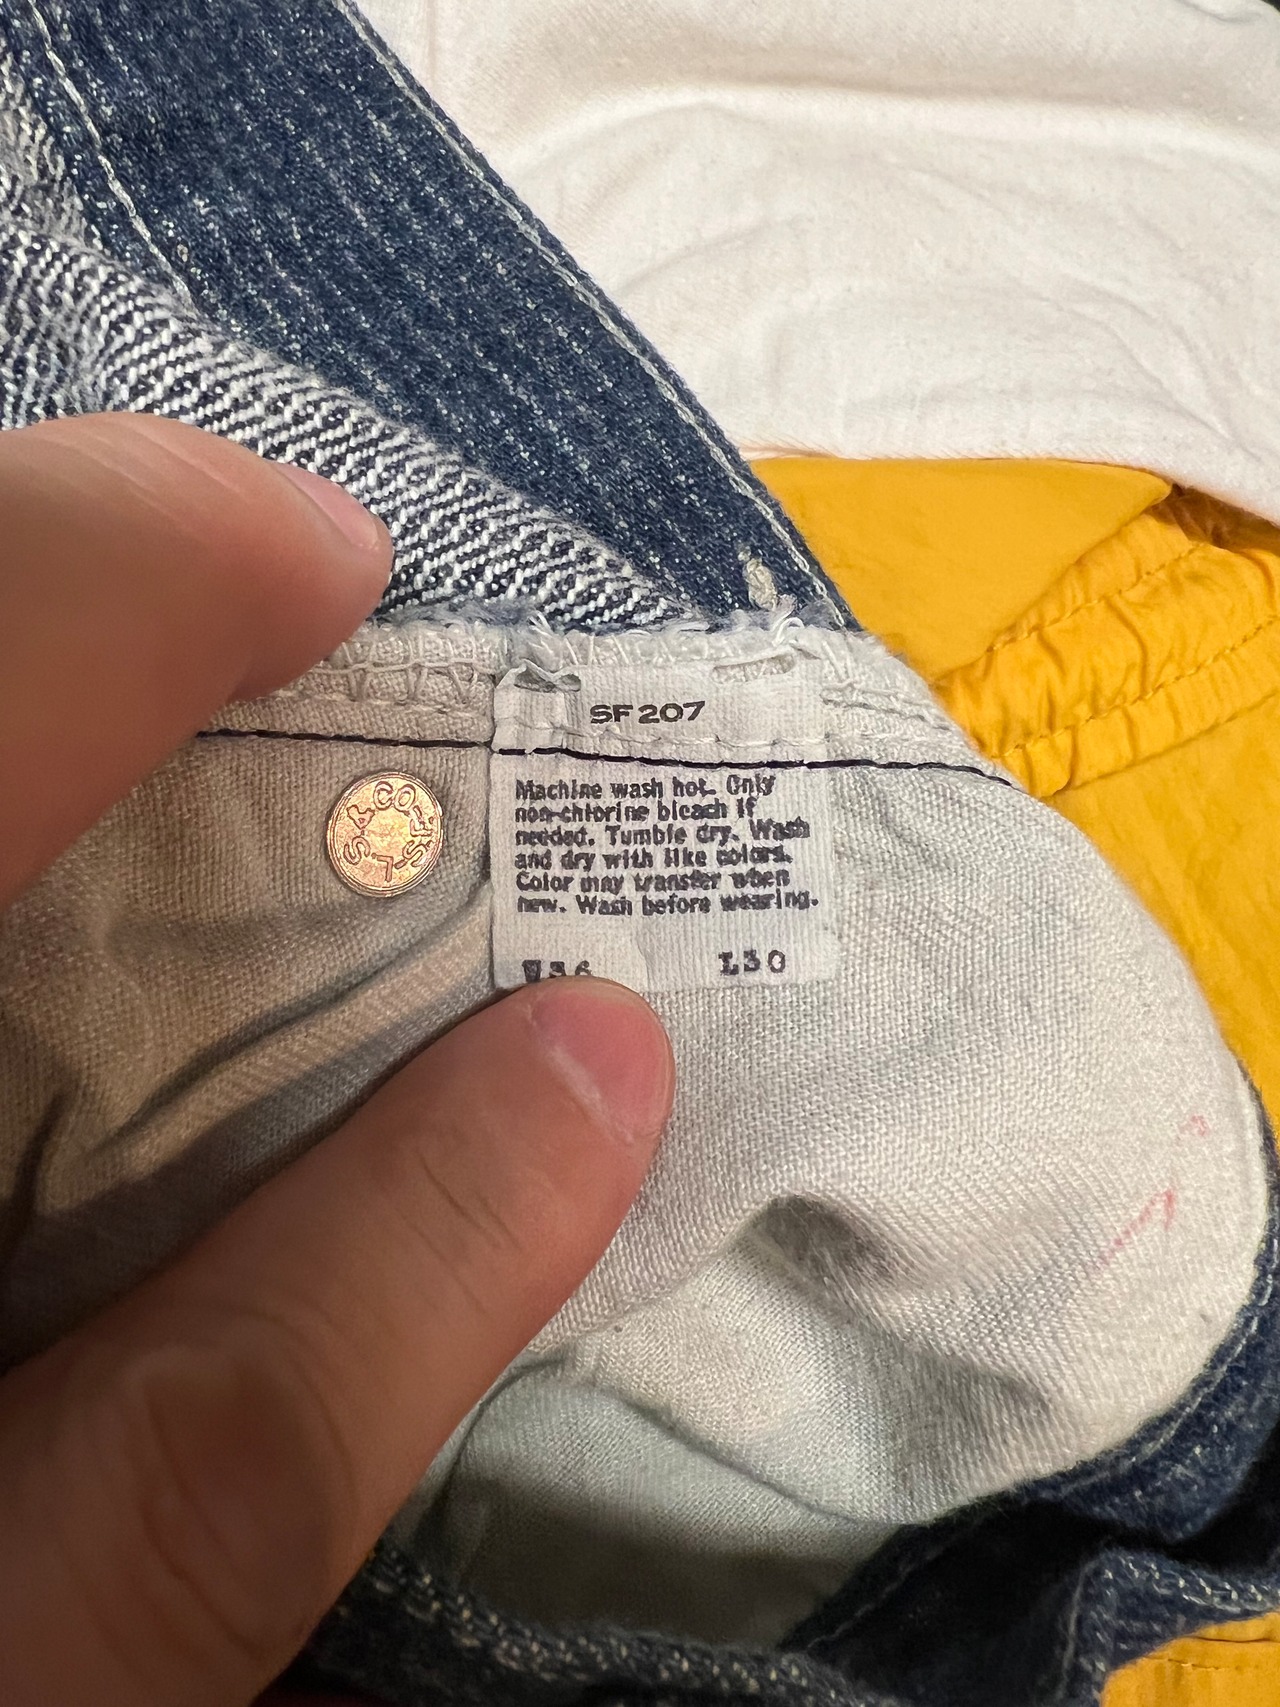 SF 207
Machine wash hot. Only
non-chlorine bleach if
needed. Tumble dry. Wash
and dry with like colors.
Color may transfer when
new. Wash before wearing.
W36 L30
L.S. & CO-S.F.